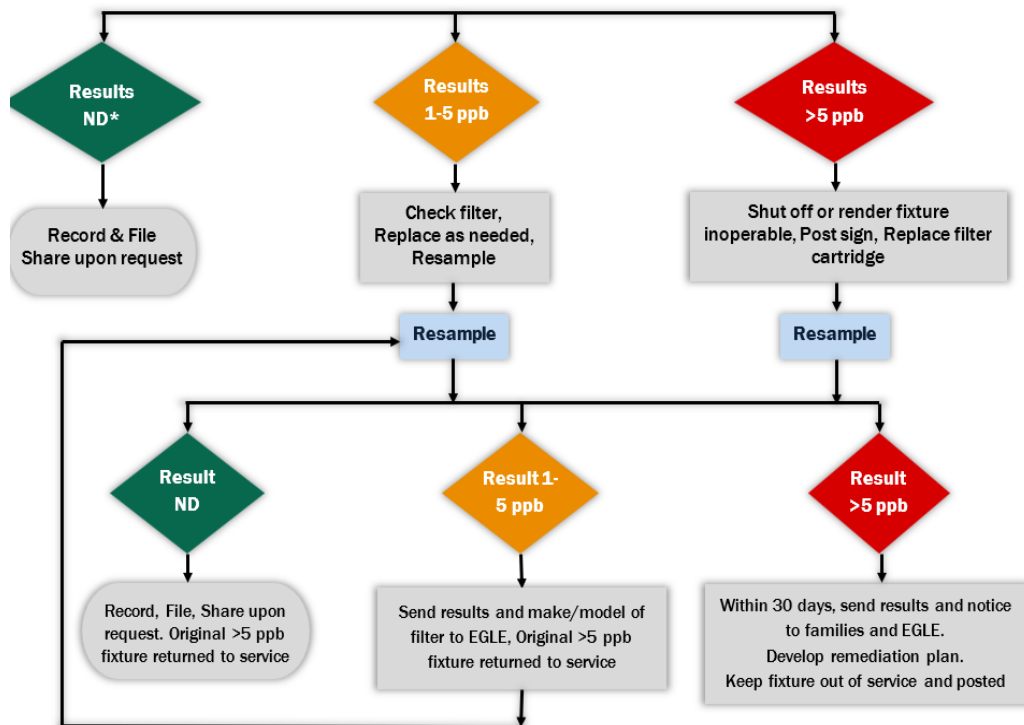 Results
ND*
Results
1-5 ppb
Results
>5 ppb
Record & File
Share upon request
Check filter,
Replace as needed,
Resample
Shut off or render fixture
inoperable, Post sign, Replace filter
cartridge
Resample
Resample
Result
ND
Result 1-
5 ppb
Result
>5 ppb
Record, File, Share upon
request. Original >5 ppb
fixture returned to service
Send results and make/model of
filter to EGLE, Original >5 ppb
fixture returned to service
Within 30 days, send results and notice
to families and EGLE.
Develop remediation plan.
Keep fixture out of service and posted